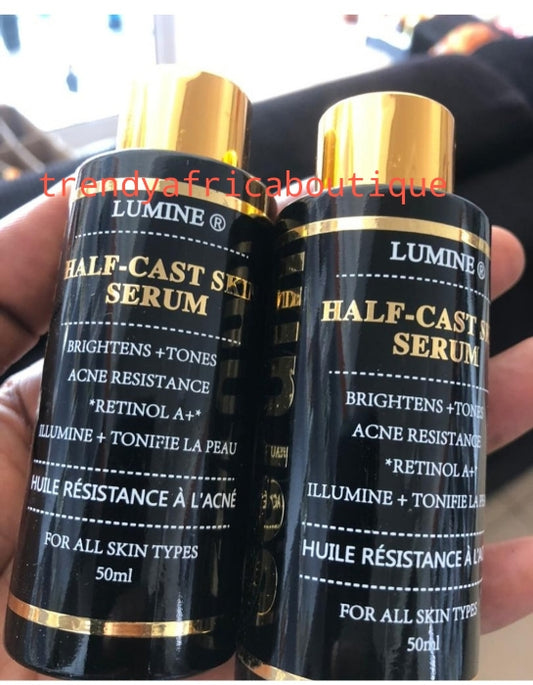 trendyafricaboutique
LUMINE ®
HALF-CAST SKIN
SERUM
BRIGHTENS +TONES
ACNE RESISTANCE
*RETINOL A+*
ILLUMINE + TONIFIE LA PEAU
HUILE RÉSISTANCE À L'ACNÉ
FOR ALL SKIN TYPES
50ml
LUMINE ®
HALF-CAST
SERUM
BRIGHTENS +TONES
ACNE RESISTANCE
*RETINOL A+*
ILLUMINE + TONIFIE LA
HUILE RÉSISTANCE À
FOR ALL SKIN TYPES
50ml